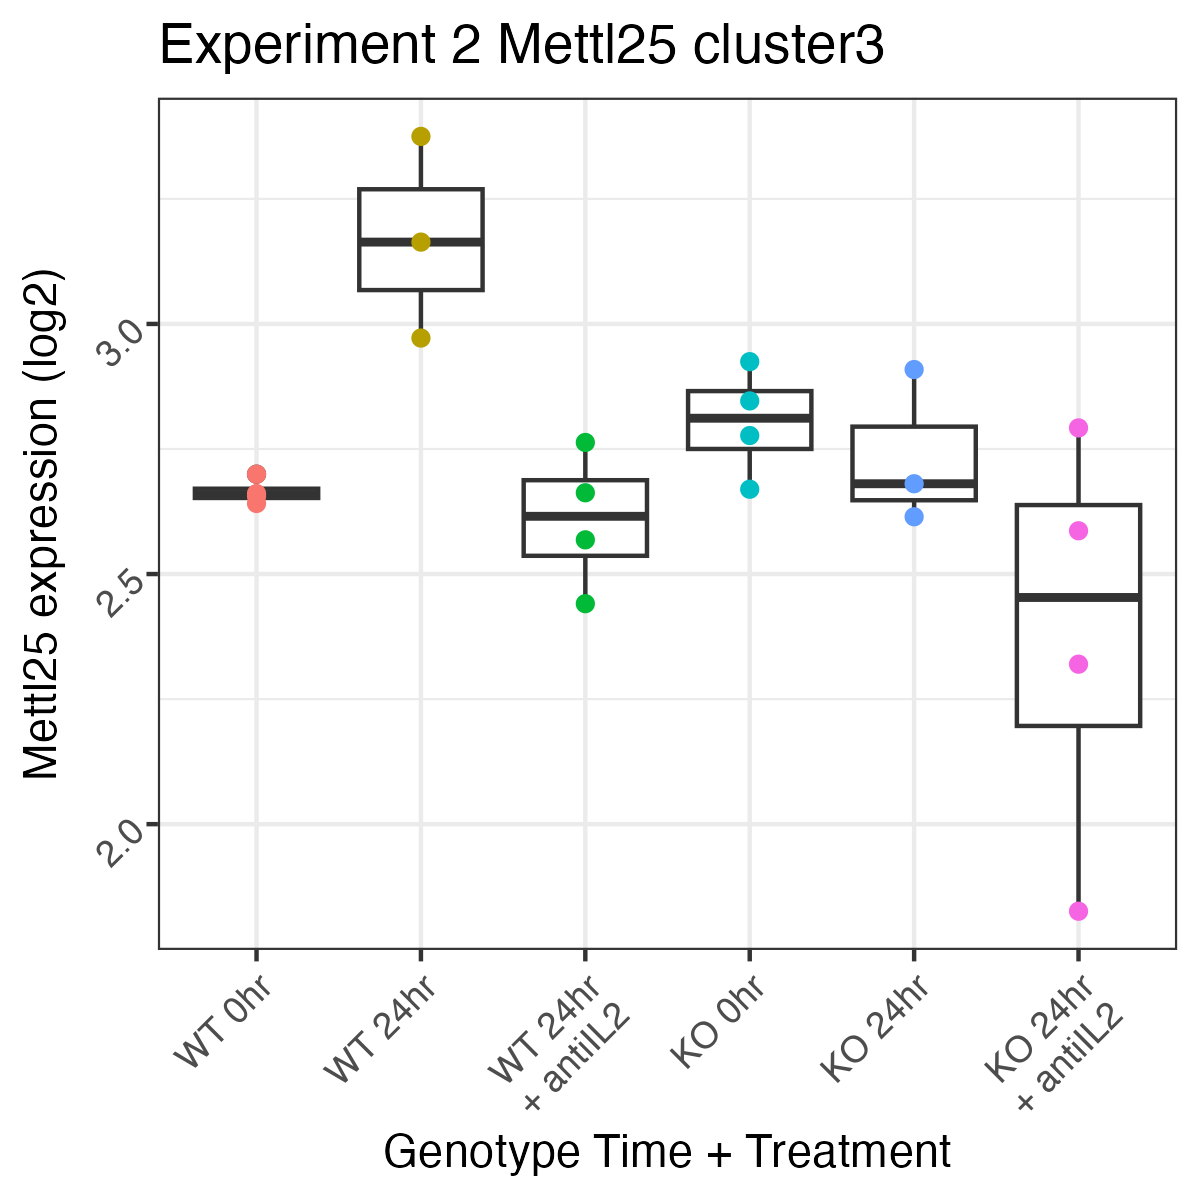 Experiment 2 Mettl25 cluster3
Mettl25 expression (log2)
3.0
2.5
2.0
WT 0hr
WT 24hr
WT 24hr
+ antiIL2
KO 0hr
KO 24hr
KO 24hr
+ antiIL2
Genotype Time + Treatment